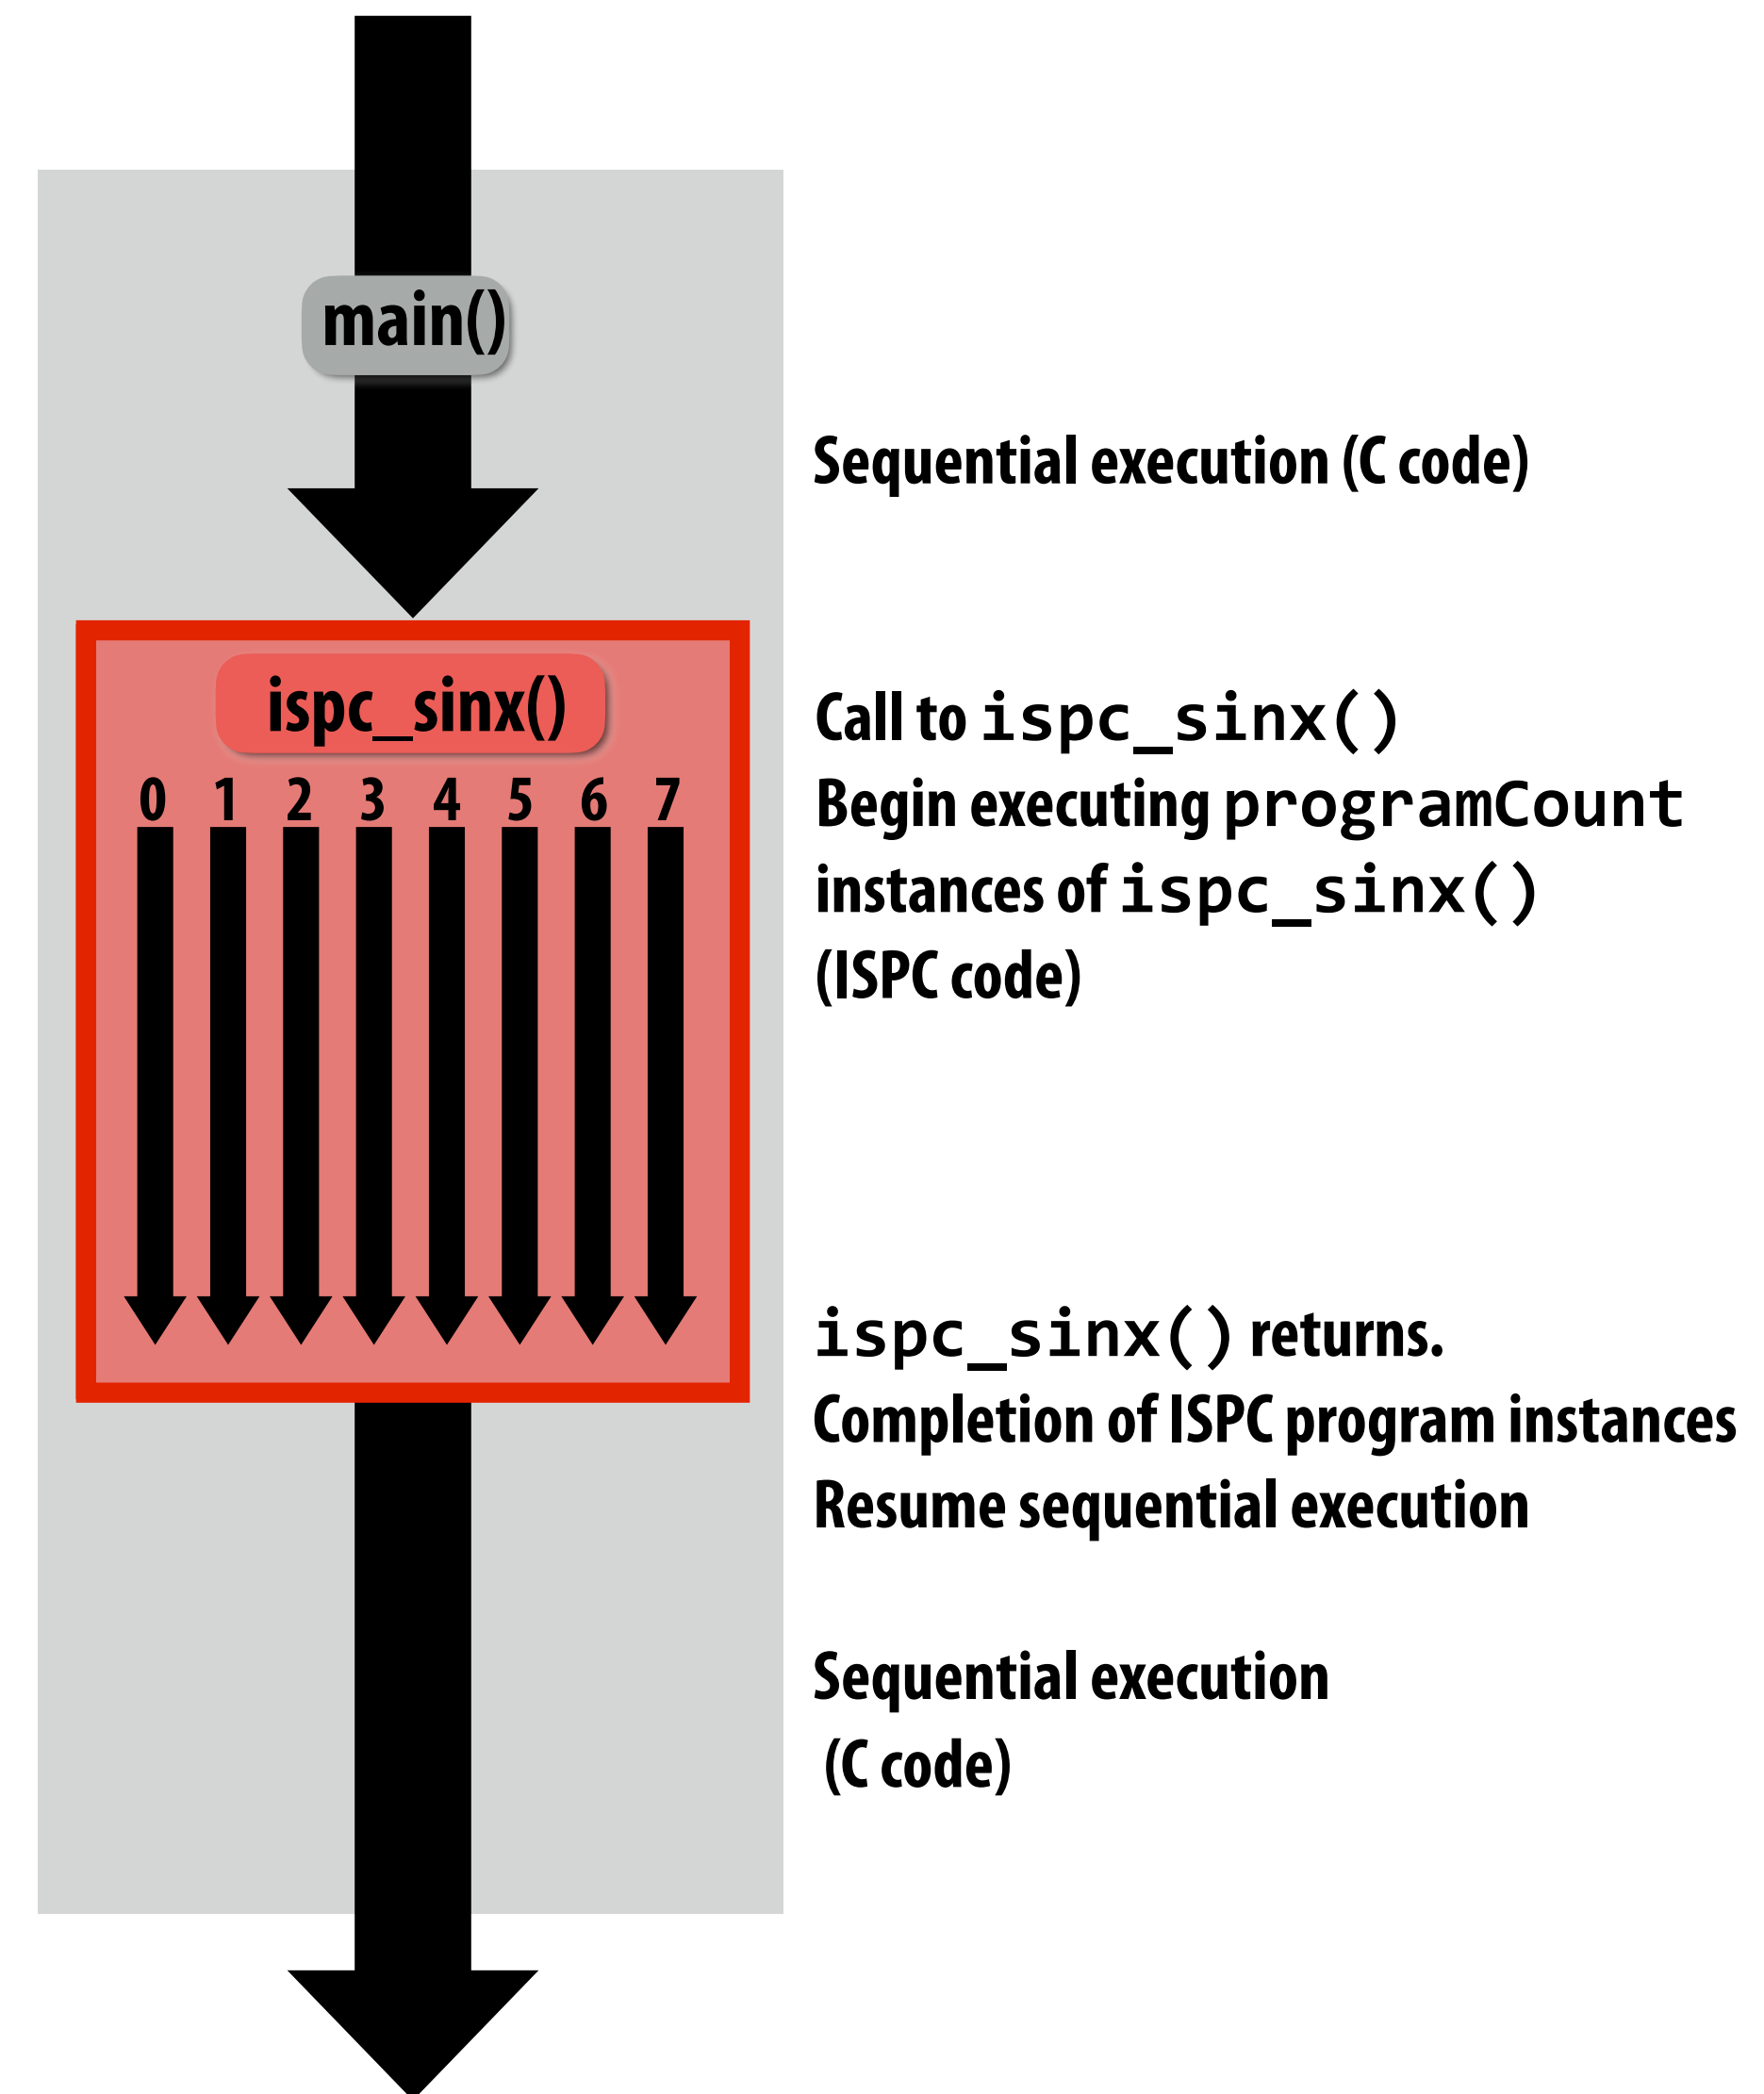 main()
Sequential execution (C code)
ispc_sinx()
0 1 2 3 4 5 6 7
Call to ispc_sinx()
Begin executing programCount
instances of ispc_sinx()
(ISPC code)
ispc_sinx() returns.
Completion of ISPC program instances
Resume sequential execution
Sequential execution
(C code)